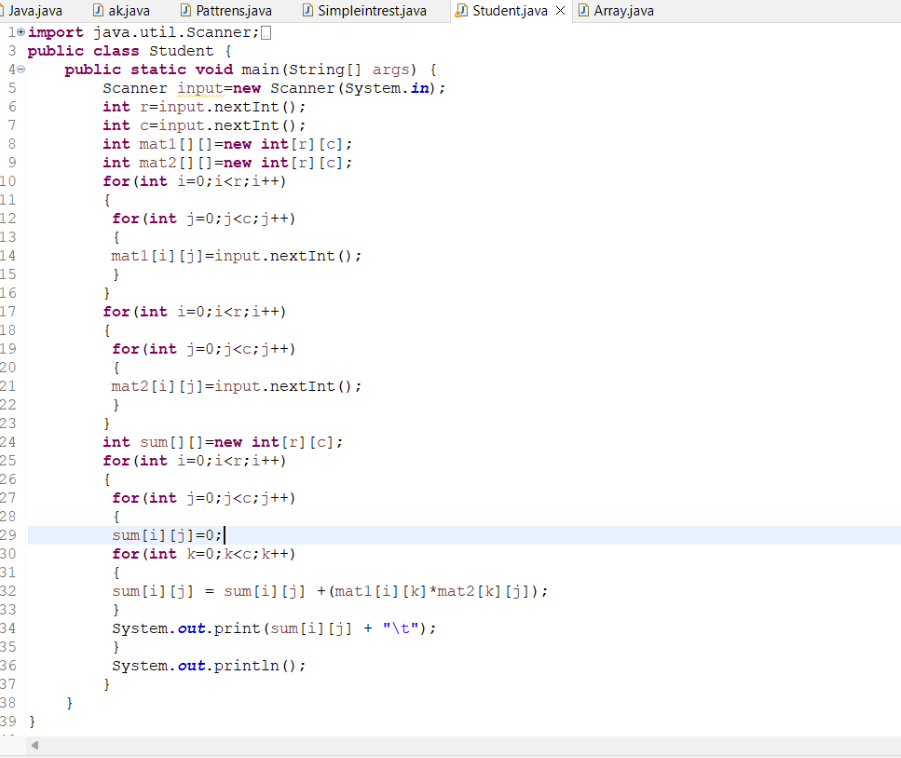 Java.java ak.java Pattrens.java Simpleintrest.java Student.java Array.java
1 import java.util.Scanner;
3 public class Student {
4 public static void main(String[] args) {
5 Scanner input=new Scanner(System.in);
6 int r=input.nextInt();
7 int c=input.nextInt();
8 int mat1[][]=new int[r][c];
9 int mat2[][]=new int[r][c];
10 for(int i=0;i<r;i++)
11 {
12 for(int j=0;j<c;j++)
13 {
14 mat1[i][j]=input.nextInt();
15 }
16 }
17 for(int i=0;i<r;i++)
18 {
19 for(int j=0;j<c;j++)
20 {
21 mat2[i][j]=input.nextInt();
22 }
23 }
24 int sum[][]=new int[r][c];
25 for(int i=0;i<r;i++)
26 {
27 for(int j=0;j<c;j++)
28 {
29 sum[i][j]=0;
30 for(int k=0;k<c;k++)
31 {
32 sum[i][j] = sum[i][j] +(mat1[i][k]*mat2[k][j]);
33 }
34 System.out.print(sum[i][j] + "\t");
35 }
36 System.out.println();
37 }
38 }
39 }